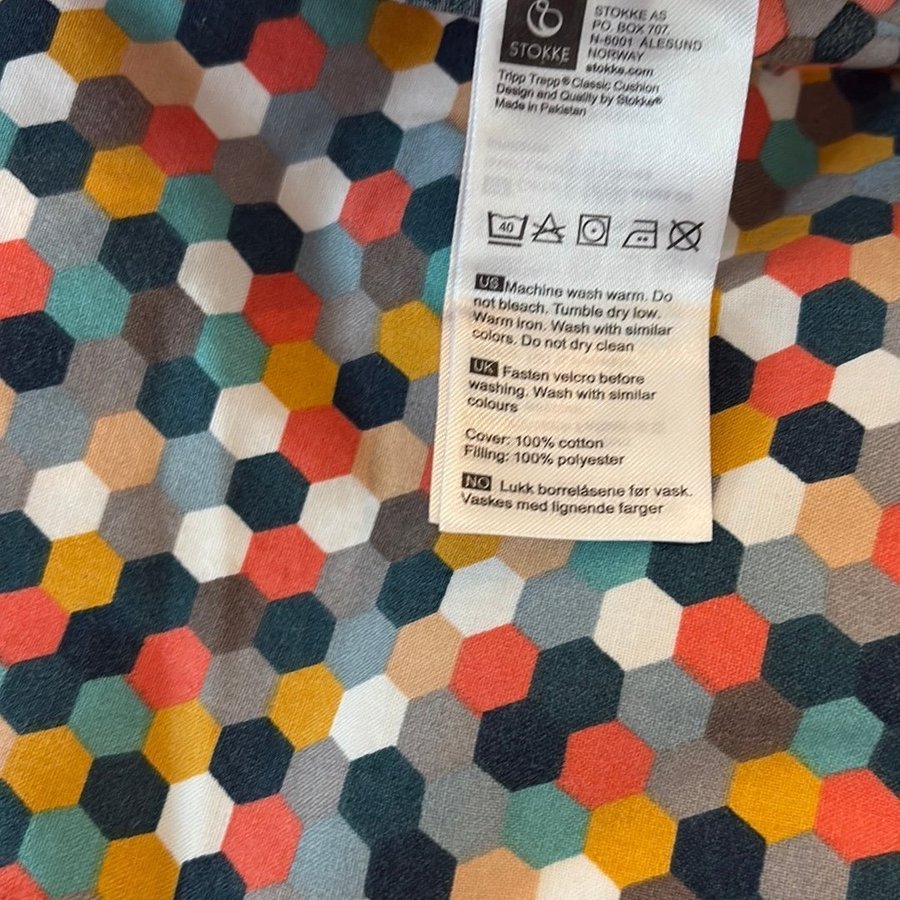 STOKKE
STOKKE AS
PO. BOX 707,
N-6001 ÅLESUND
NORWAY
stokke.com
Tripp Trapp® Classic Cushion
Design and Quality by Stokke®
Made in Pakistan
40
US Machine wash warm. Do
not bleach. Tumble dry low.
Warm iron. Wash with similar
colors. Do not dry clean
UK Fasten velcro before
washing. Wash with similar
colours
Cover: 100% cotton
Filling: 100% polyester
NO Lukk borrelåsene før vask.
Vaskes med lignende farger